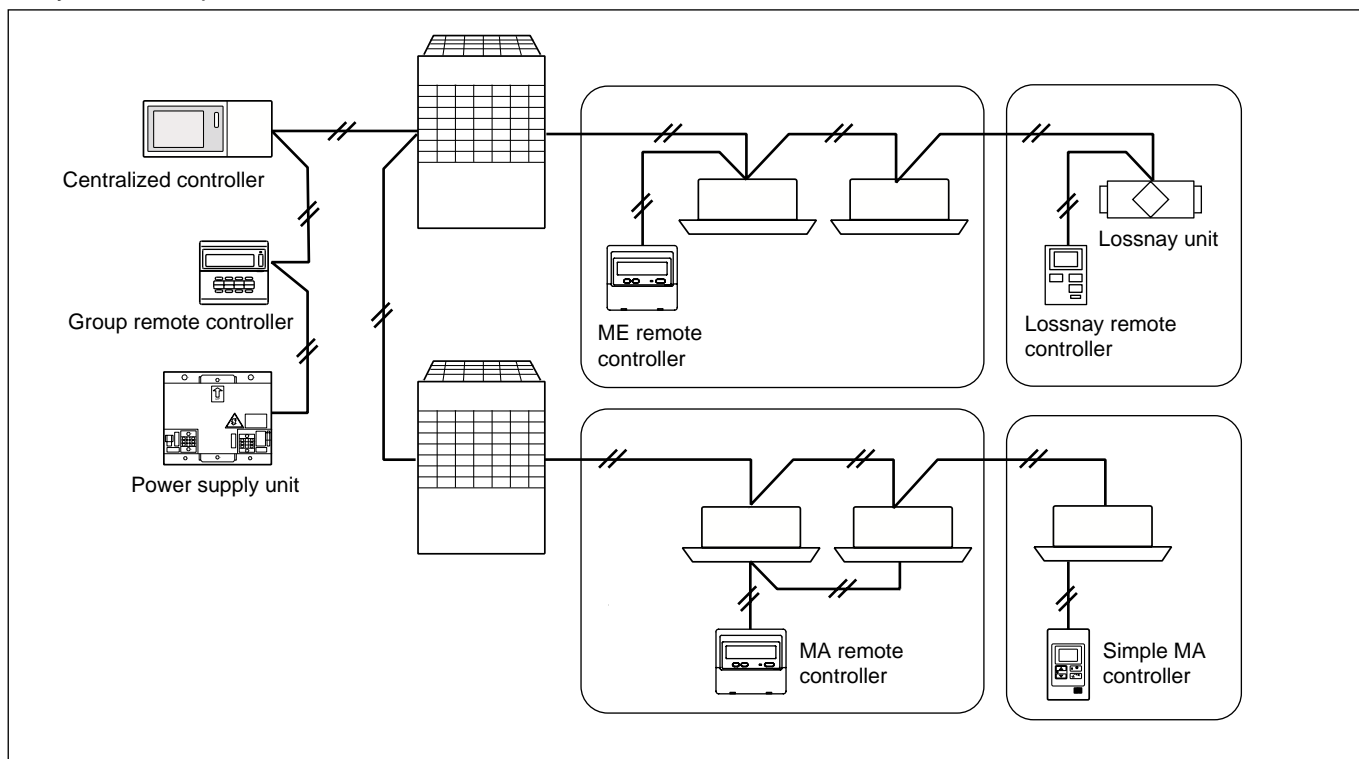 Centralized controller
Group remote controller
Power supply unit
ME remote
controller
Lossnay unit
Lossnay remote
controller
MA remote
controller
Simple MA
controller